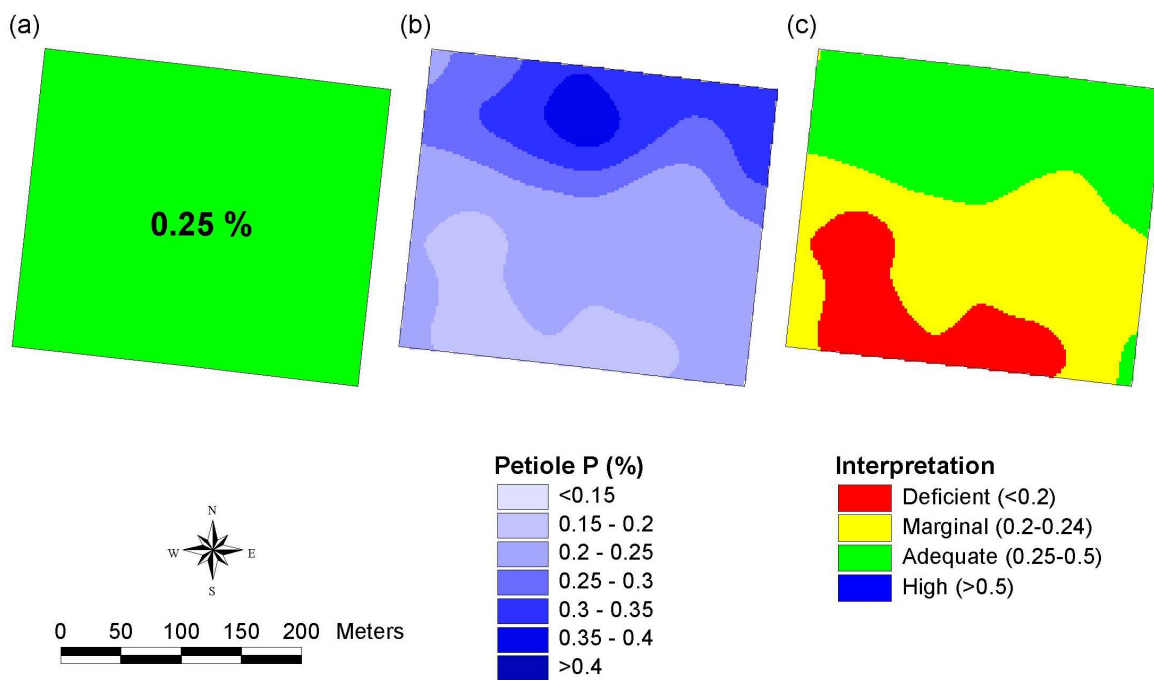 (a)
(b)
(c)
0.25 %
N
W
E
S
0 50 100 150 200 Meters
Petiole P (%)
<0.15
0.15 - 0.2
0.2 - 0.25
0.25 - 0.3
0.3 - 0.35
0.35 - 0.4
>0.4
Interpretation
Deficient (<0.2)
Marginal (0.2-0.24)
Adequate (0.25-0.5)
High (>0.5)